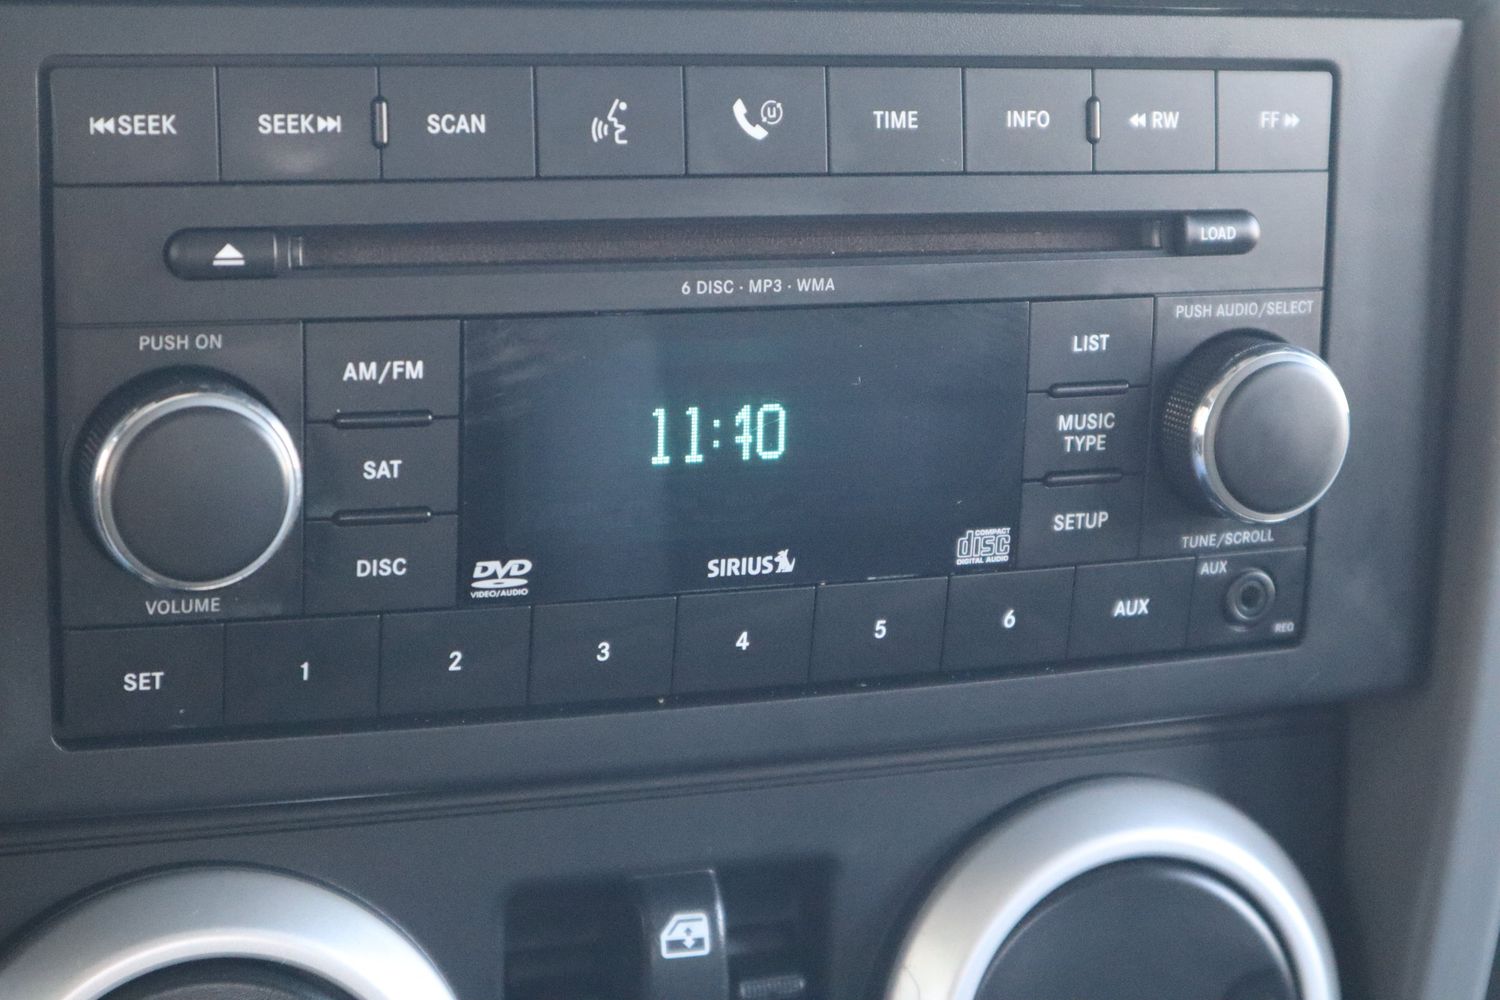 SEEK
SEEK
SCAN
U
TIME
INFO
RW
FF
LOAD
6 DISC · MP3 · WMA
PUSH ON
VOLUME
AM/FM
SAT
DISC
DVD
VIDEO/AUDIO
SIRIUS
COMPACT
disc
DIGITAL AUDIO
LIST
MUSIC
TYPE
SETUP
PUSH AUDIO/SELECT
TUNE/SCROLL
SET
1
2
3
4
5
6
AUX
AUX